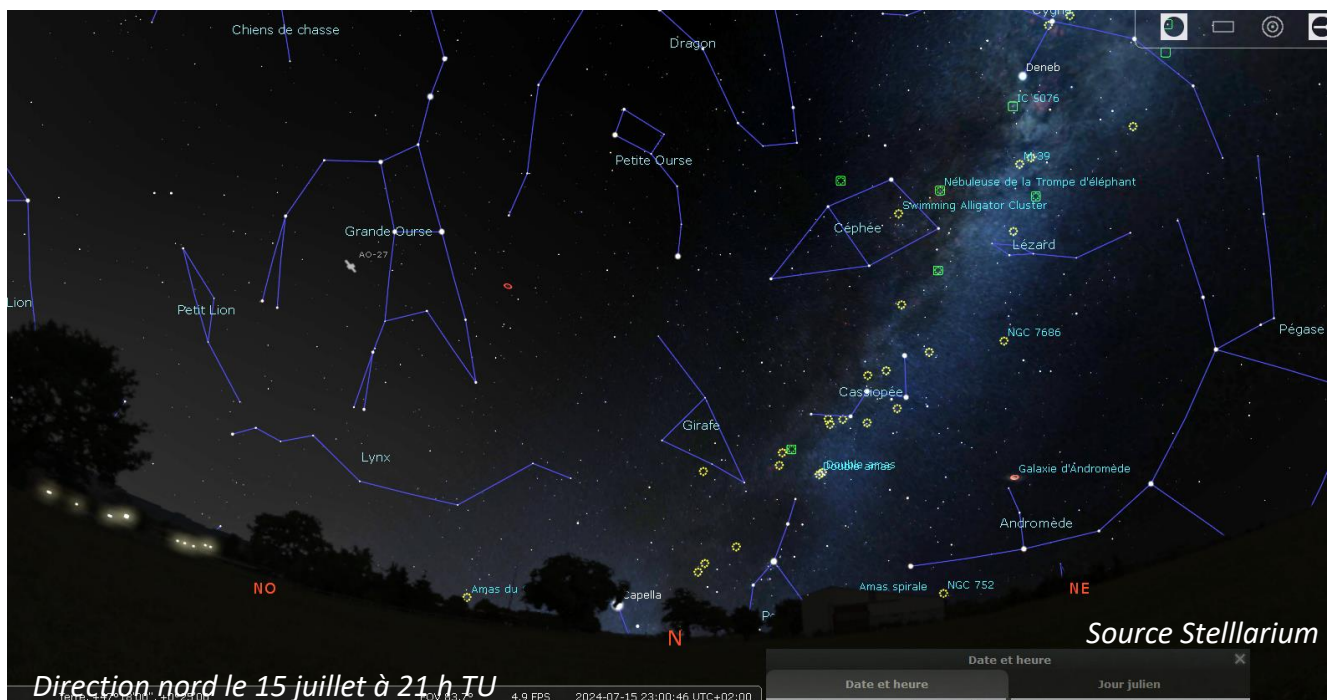 Cygne
Chiens de chasse
Dragon
Deneb
IC 5076
Petite Ourse
M 39
Nébuleuse de la Trompe d'éléphant
Swimming Alligator Cluster
Céphée
Lézard
Grande Ourse
AO-27
Lion
Petit Lion
NGC 7686
Pégase
Cassiopée
Girafe
Lynx
Double amas
Double amas
Galaxie d'Andromède
Andromède
NO
Amas du
Capella
Amas spirale
NGC 752
NE
N
Source Stelllarium
Date et heure
Date et heure
Jour julien
Direction nord le 15 juillet à 21 h TU
4.9 FPS
2024-07-15 23:00:46 UTC+02:00